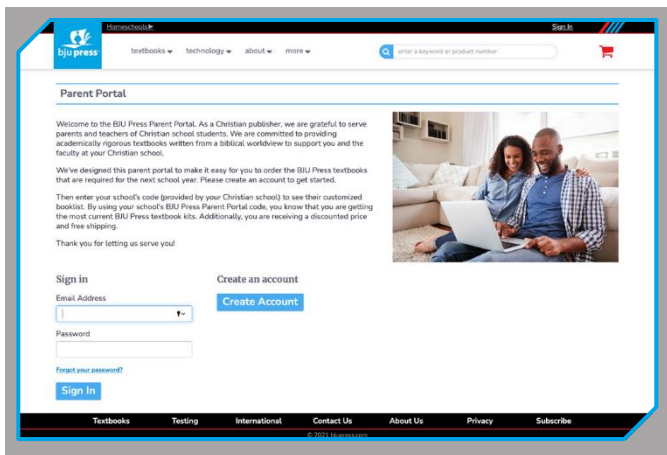 Homeschools▶
Sign In
bju press
textbooks
technology
about
more
enter a keyword or product number
Parent Portal
Welcome to the BJU Press Parent Portal. As a Christian publisher, we are grateful to serve
parents and teachers of Christian school students. We are committed to providing
academically rigorous textbooks written from a biblical worldview to support you and the
faculty at your Christian school.
We've designed this parent portal to make it easy for you to order the BJU Press textbooks
that are required for the next school year. Please create an account to get started.
Then enter your school's code (provided by your Christian school) to see their customized
booklist. By using your school's BJU Press Parent Portal code, you know that you are getting
the most current BJU Press textbook kits. Additionally, you are receiving a discounted price
and free shipping.
Thank you for letting us serve you!
Sign in
Create an account
Email Address
Create Account
Password
Forgot your password?
Sign In
Textbooks Testing International Contact Us About Us Privacy Subscribe
© 2021 bjupress.com